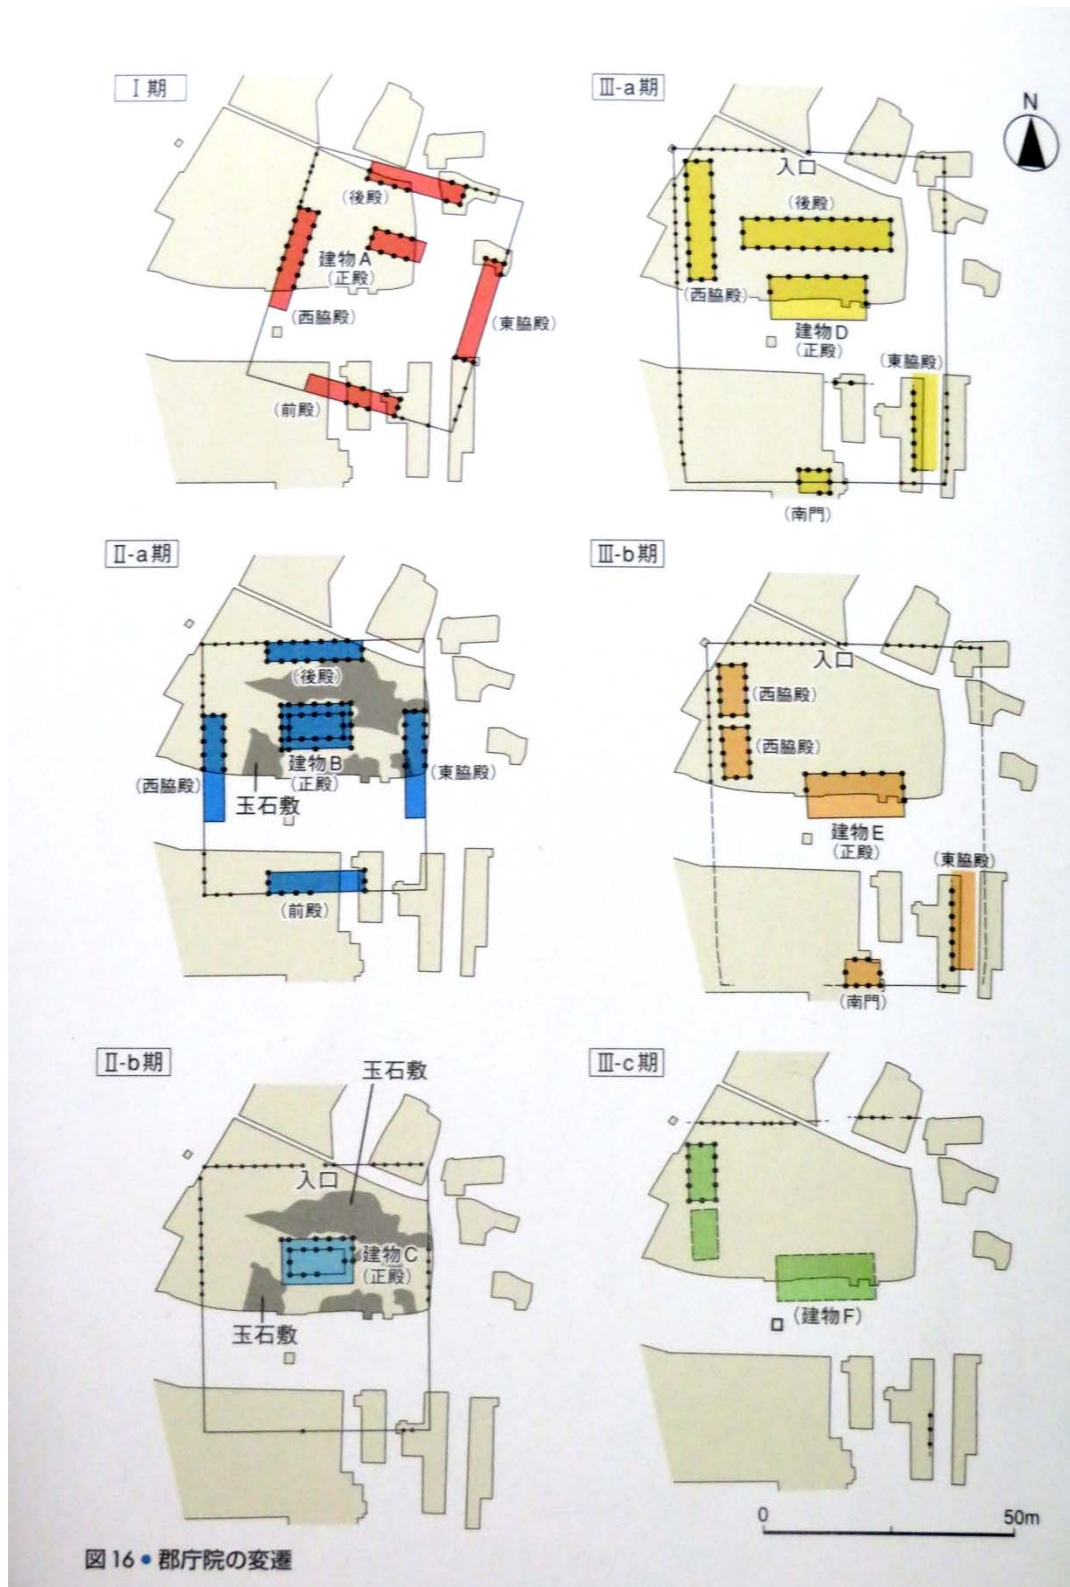 Ⅰ期
(後殿)
建物A
(正殿)
(西脇殿)
(東脇殿)
(前殿)
Ⅲ-a期
N
入口
(後殿)
(西脇殿)
建物D
(正殿)
(東脇殿)
(南門)
Ⅱ-a期
(後殿)
建物B
(正殿)
(西脇殿)
(東脇殿)
玉石敷
(前殿)
Ⅲ-b期
入口
(西脇殿)
(西脇殿)
建物E
(正殿)
(東脇殿)
(南門)
Ⅱ-b期
玉石敷
入口
建物C
(正殿)
玉石敷
Ⅲ-c期
(建物F)
0
50m
図16●郡庁院の変遷